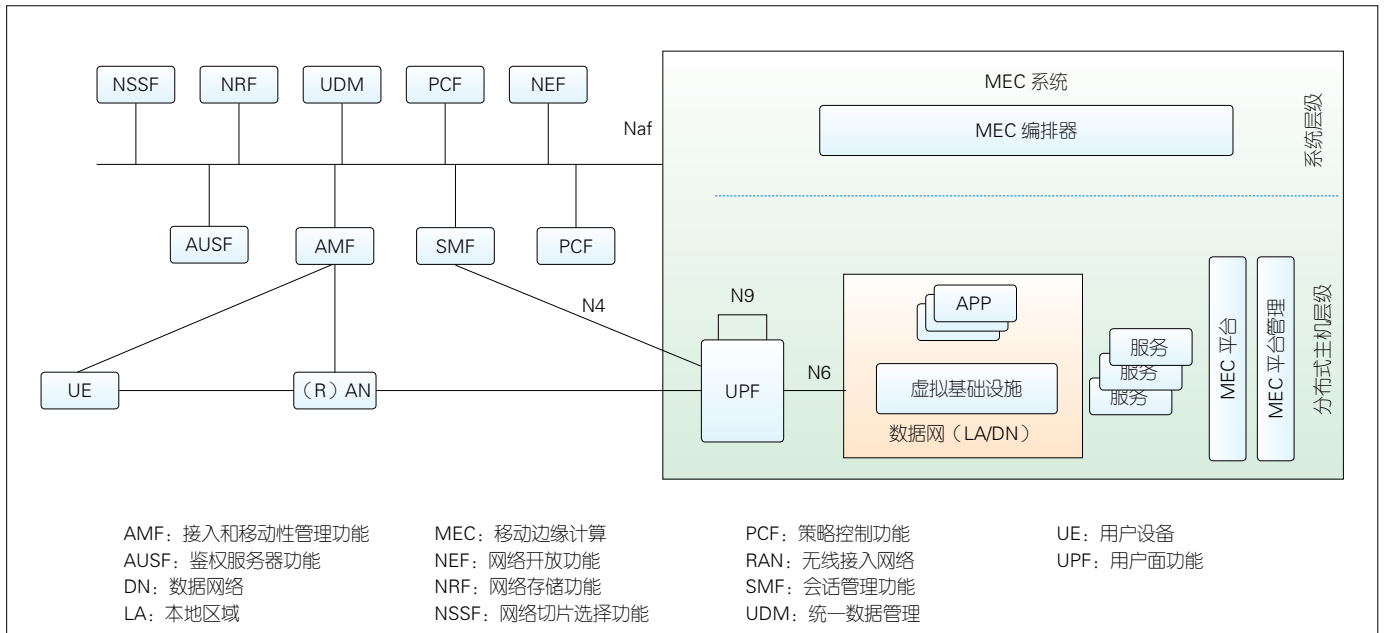 NSSF
NRF
UDM
PCF
NEF
Naf
MEC 系统
MEC 编排器
系统层级
AUSF
AMF
SMF
PCF
N4
N9
APP
UE
（R）AN
UPF
N6
虚拟基础设施
数据网（LA/DN）
服务
服务
服务
MEC 平台
MEC 平台管理
分布式主机层级
AMF：接入和移动性管理功能
AUSF：鉴权服务器功能
DN：数据网络
LA：本地区域
MEC：移动边缘计算
NEF：网络开放功能
NRF：网络存储功能
NSSF：网络切片选择功能
PCF：策略控制功能
RAN：无线接入网络
SMF：会话管理功能
UDM：统一数据管理
UE：用户设备
UPF：用户面功能